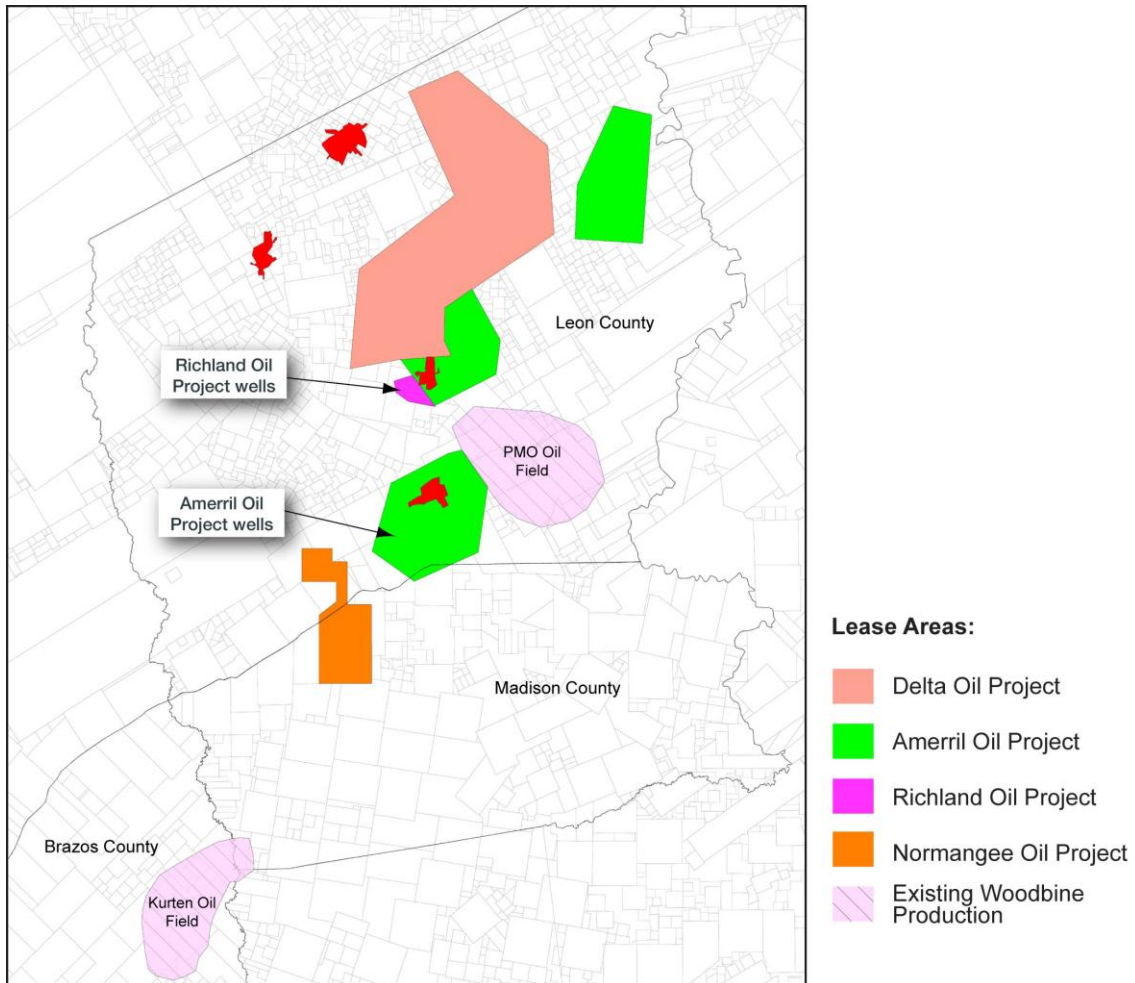 Leon County
Richland Oil
Project wells
PMO Oil
Field
Amerril Oil
Project wells
Madison County
Brazos County
Kurten Oil
Field
Lease Areas:
Delta Oil Project
Amerril Oil Project
Richland Oil Project
Normangee Oil Project
Existing Woodbine
Production